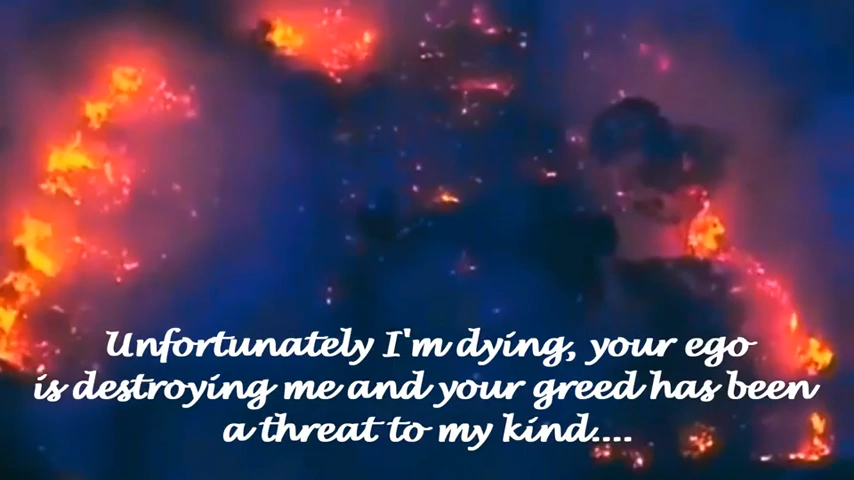 Unfortunately I'm dying, your ego
is destroying me and your greed has been
a threat to my kind....